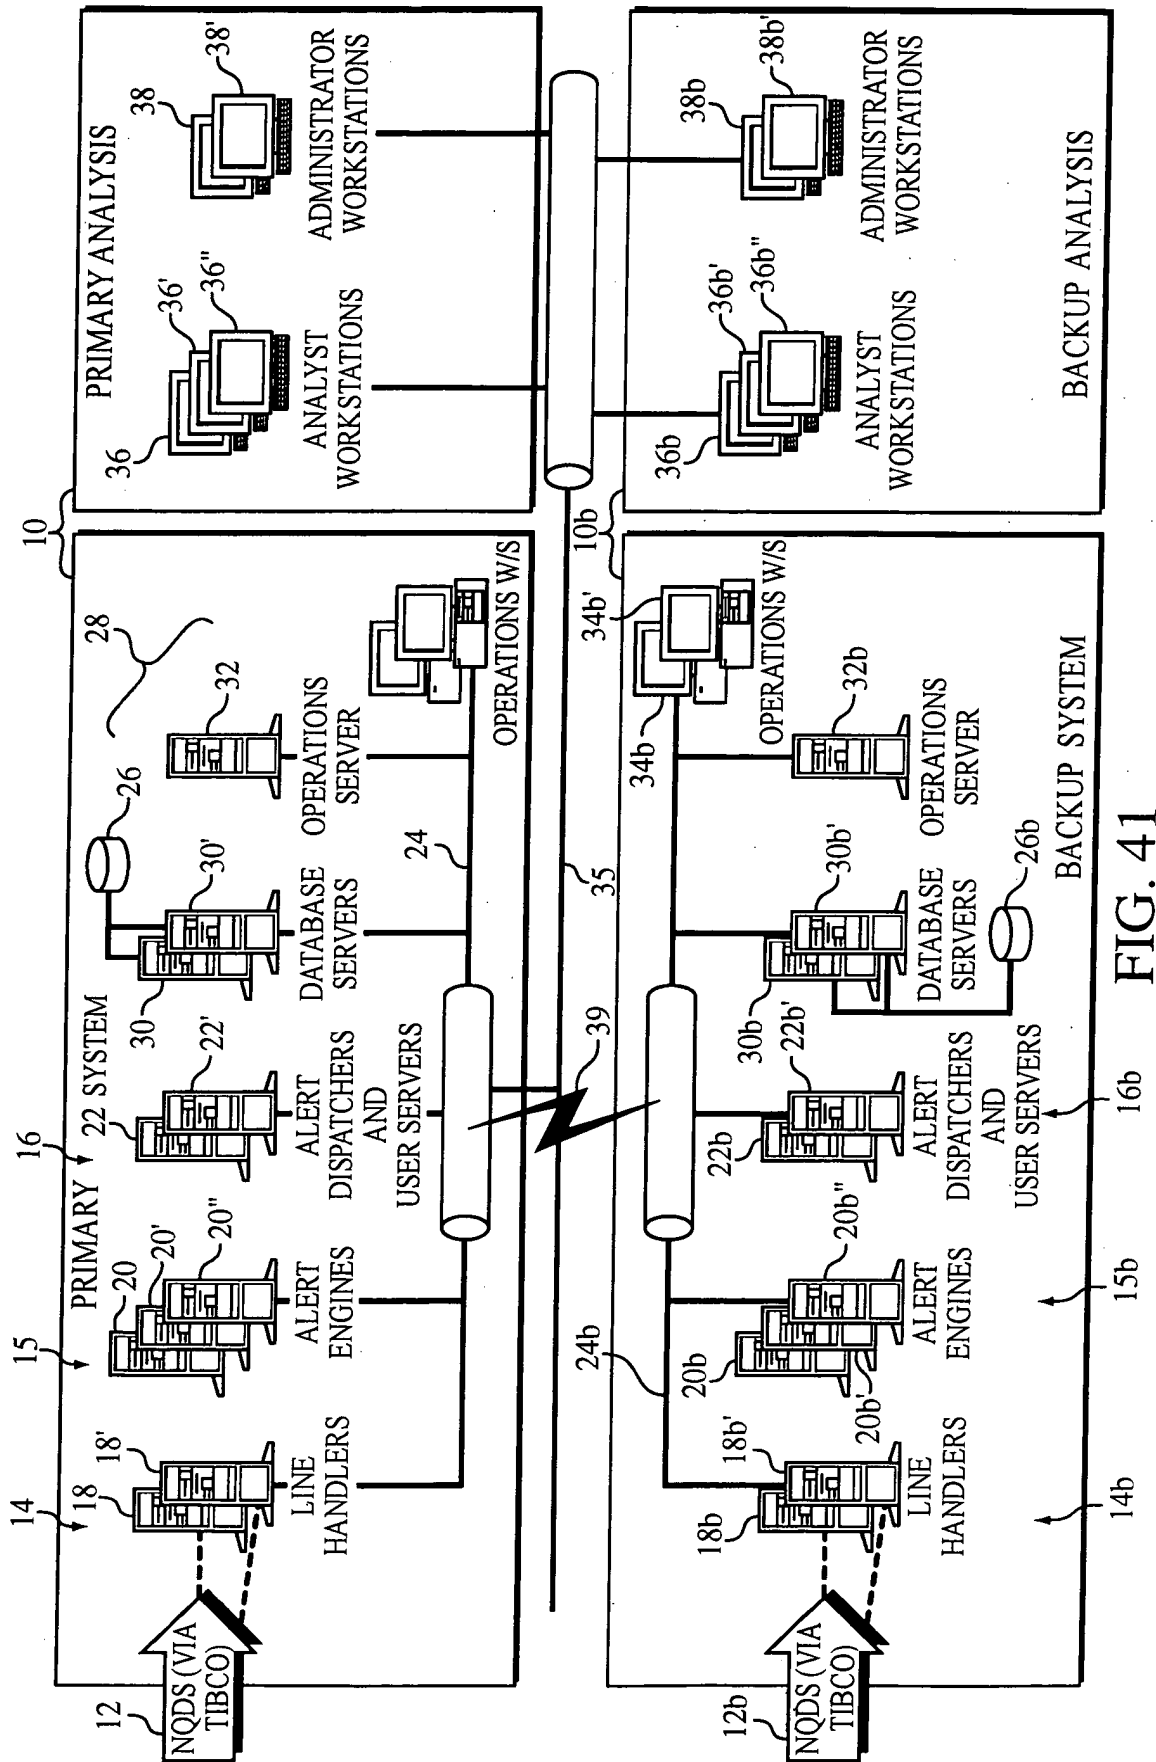 10
PRIMARY SYSTEM
14
15
16
28
12
NQDS (VIA
TIBCO)
18
18'
LINE
HANDLERS
20
20'
20"
ALERT
ENGINES
22
22'
ALERT
DISPATCHERS
AND
USER SERVERS
30
30'
26
DATABASE
SERVERS
32
OPERATIONS
SERVER
24
OPERATIONS W/S
PRIMARY ANALYSIS
36
36'
36"
ANALYST
WORKSTATIONS
38
38'
ADMINISTRATOR
WORKSTATIONS
35
39
10b
12b
NQDS (VIA
TIBCO)
24b
18b
18b'
LINE
HANDLERS
14b
20b
20b'
20b"
ALERT
ENGINES
15b
22b
22b'
ALERT
DISPATCHERS
AND
USER SERVERS
16b
30b
30b'
DATABASE
SERVERS
26b
32b
OPERATIONS
SERVER
34b
34b'
OPERATIONS W/S
BACKUP SYSTEM
36b
36b'
36b"
ANALYST
WORKSTATIONS
38b
38b'
ADMINISTRATOR
WORKSTATIONS
BACKUP ANALYSIS
FIG. 41